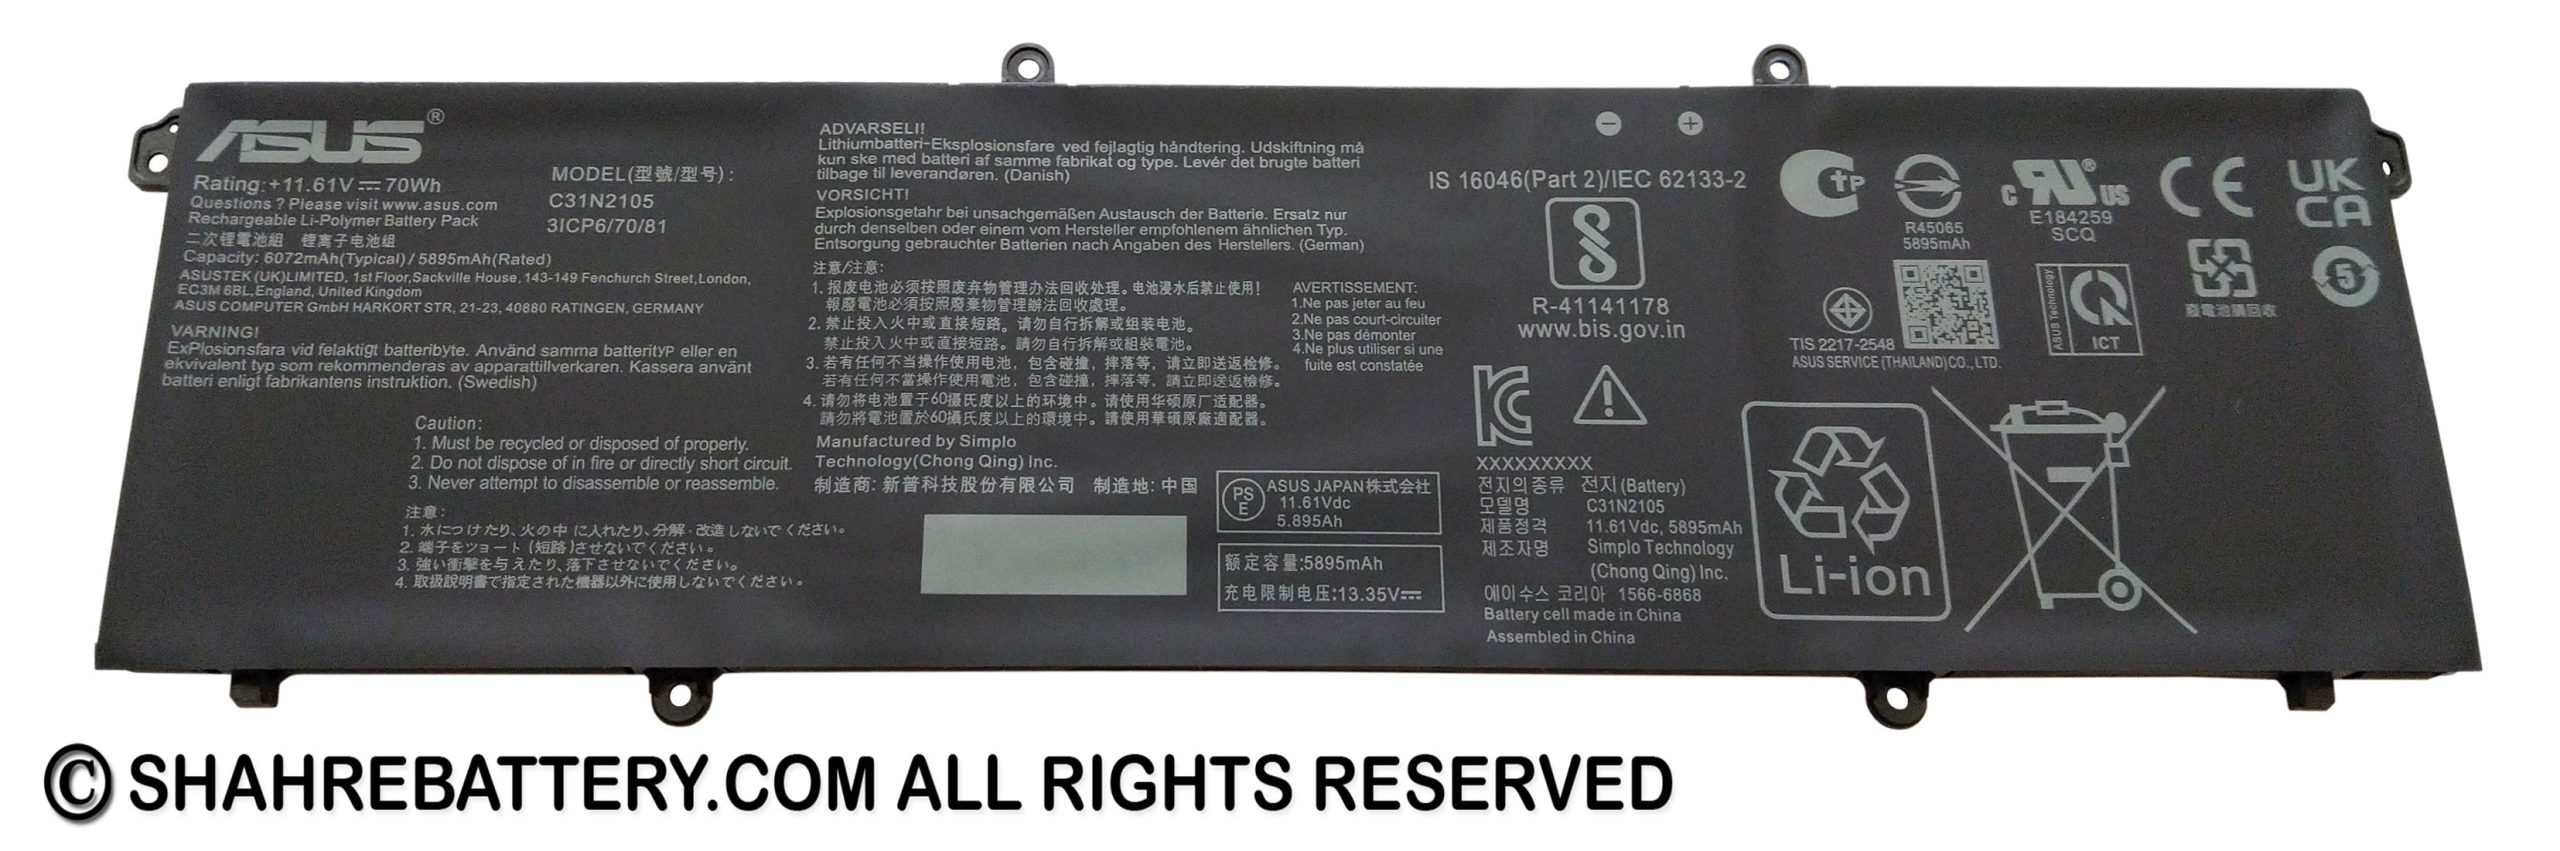 ASUS®
Rating:+11.61V⎓70Wh
Questions ? Please visit www.asus.com
Rechargeable Li-Polymer Battery Pack
二次锂電池組 锂离子电池组
Capacity: 6072mAh(Typical) / 5895mAh(Rated)
ASUSTEK (UK)LIMITED, 1st Floor,Sackville House, 143-149 Fenchurch Street,London,
EC3M 6BL,England, United Kingdom
ASUS COMPUTER GmbH HARKORT STR, 21-23, 40880 RATINGEN, GERMANY
MODEL(型號/型号) :
C31N2105
3ICP6/70/81
VARNING!
ExPlosionsfara vid felaktigt batteribyte. Använd samma batterityP eller en
ekvivalent typ som rekommenderas av apparattillverkaren. Kassera använt
batteri enligt fabrikantens instruktion. (Swedish)
Caution:
1. Must be recycled or disposed of properly.
2. Do not dispose of in fire or directly short circuit.
3. Never attempt to disassemble or reassemble.
注意:
1. 水につけたり、火の中に入れたり、分解・改造しないでください。
2. 端子をツョート (短路)させないでください。
3. 強い衝撃を与えたり、落下させないでください。
4. 取扱説明書で指定された機器以外に使用しないでください。
ADVARSELI!
Lithiumbatteri-Eksplosionsfare ved fejlagtig håndtering. Udskiftning må
kun ske med batteri af samme fabrikat og type. Levér det brugte batteri
tilbage til leverandøren. (Danish)
VORSICHT!
Explosionsgetahr bei unsachgemäßen Austausch der Batterie. Ersatz nur
durch denselben oder einem vom Hersteller empfohlenem ähnlichen Typ.
Entsorgung gebrauchter Batterien nach Angaben des Herstellers. (German)
注意/注意:
1. 报废电池必须按照废弃物管理办法回收处理。电池浸水后禁止使用!
報廢電池必須按照廢棄物管理辦法回收處理。
2. 禁止投入火中或直接短路。请勿自行拆解或组装电池。
禁止投入火中或直接短路。請勿自行拆解或組裝電池。
3. 若有任何不当操作使用电池，包含碰撞，摔落等，请立即送返检修。
若有任何不當操作使用電池，包含碰撞，摔落等，請立即送返檢修。
4. 请勿将电池置于60攝氏度以上的环境中。请使用华硕原厂适配器。
請勿將電池置於60攝氏度以上的環境中。請使用華碩原廠適配器。
AVERTISSEMENT:
1.Ne pas jeter au feu
2.Ne pas court-circuiter
3.Ne pas démonter
4.Ne plus utiliser si une
fuite est constatée
Manufactured by Simplo
Technology(Chong Qing) Inc.
制造商: 新普科技股份有限公司 制造地: 中国
PS
E
ASUS JAPAN株式会社
11.61Vdc
5.895Ah
额定容量:5895mAh
充电限制电压:13.35V⎓
IS 16046(Part 2)/IEC 62133-2
R-41141178
www.bis.gov.in
XXXXXXXXX
전지의종류 전지(Battery)
모델명 C31N2105
제품정격 11.61Vdc, 5895mAh
제조자명 Simplo Technology
(Chong Qing) Inc.
에이수스 코리아 1566-6868
Battery cell made in China
Assembled in China
R45065
5895mAh
C US
E184259
SCQ
CE
UK
CA
TIS 2217-2548
ASUS SERVICE (THAILAND)CO., LTD.
ASUS Technology
ICT
廢電池請回收
5
Li-ion
© SHAHREBATTERY.COM ALL RIGHTS RESERVED